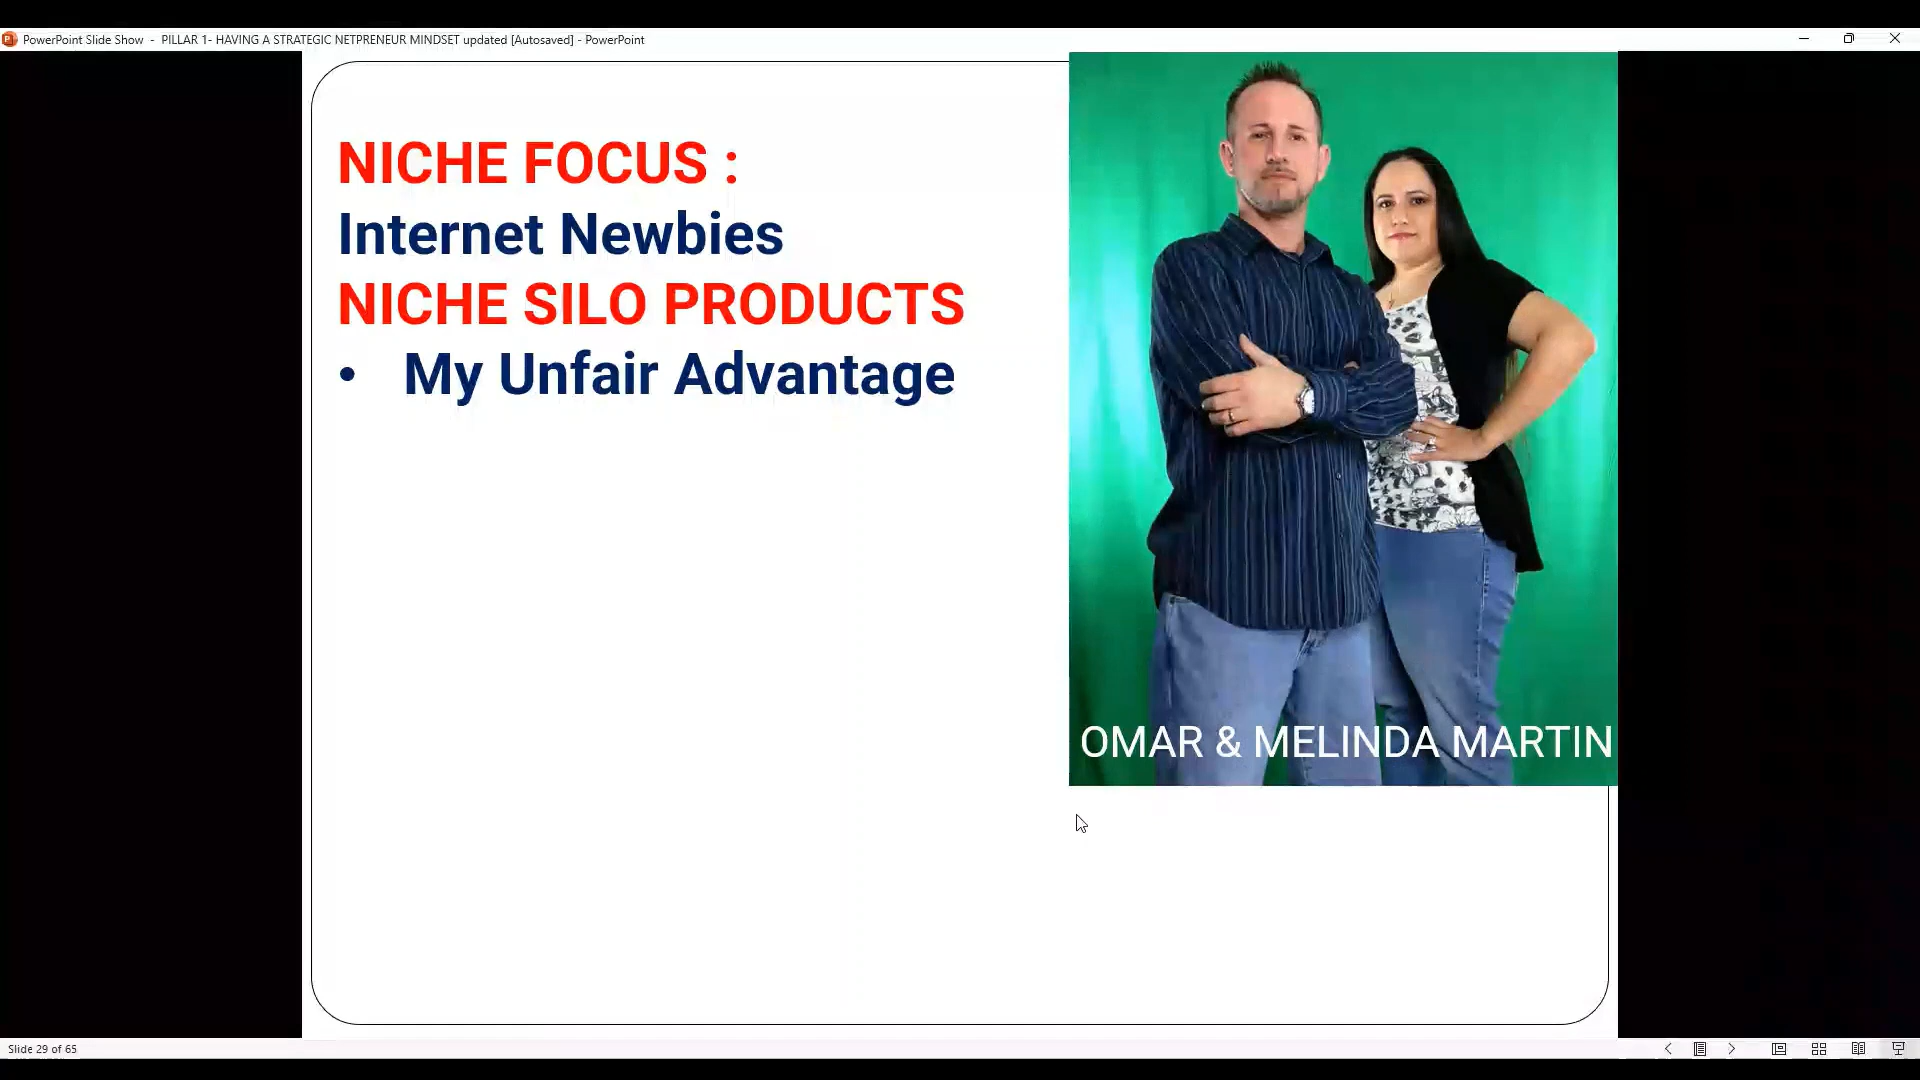 PowerPoint Slide Show - PILLAR 1- HAVING A STRATEGIC NETPRENEUR MINDSET updated [Autosaved] - PowerPoint
NICHE FOCUS :
Internet Newbies
NICHE SILO PRODUCTS
• My Unfair Advantage
OMAR & MELINDA MARTIN
Slide 29 of 65